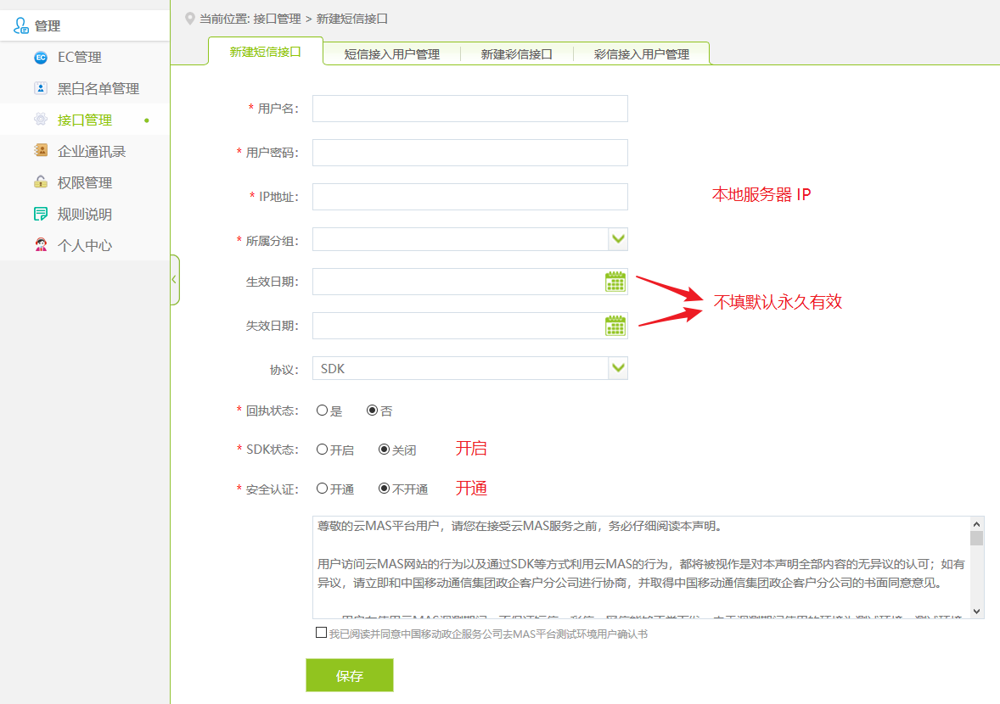 管理
EC管理
黑白名单管理
接口管理
企业通讯录
权限管理
规则说明
个人中心
当前位置: 接口管理 > 新建短信接口
新建短信接口 短信接入用户管理 新建彩信接口 彩信接入用户管理
* 用户名：
* 用户密码：
* IP地址： 本地服务器 IP
* 所属分组：
生效日期：
不填默认永久有效
失效日期：
协议： SDK
* 回执状态： 是 否
* SDK状态： 开启 关闭 开启
* 安全认证： 开通 不开通 开通
尊敬的云MAS平台用户，请您在接受云MAS服务之前，务必仔细阅读本声明。
用户访问云MAS网站的行为以及通过SDK等方式利用云MAS的行为，都将被视作是对本声明全部内容的无异议的认可；如有
异议，请立即和中国移动通信集团政企客户分公司进行协商，并取得中国移动通信集团政企客户分公司的书面同意意见。
我已阅读并同意中国移动政企服务公司去MAS平台测试环境用户确认书
保存